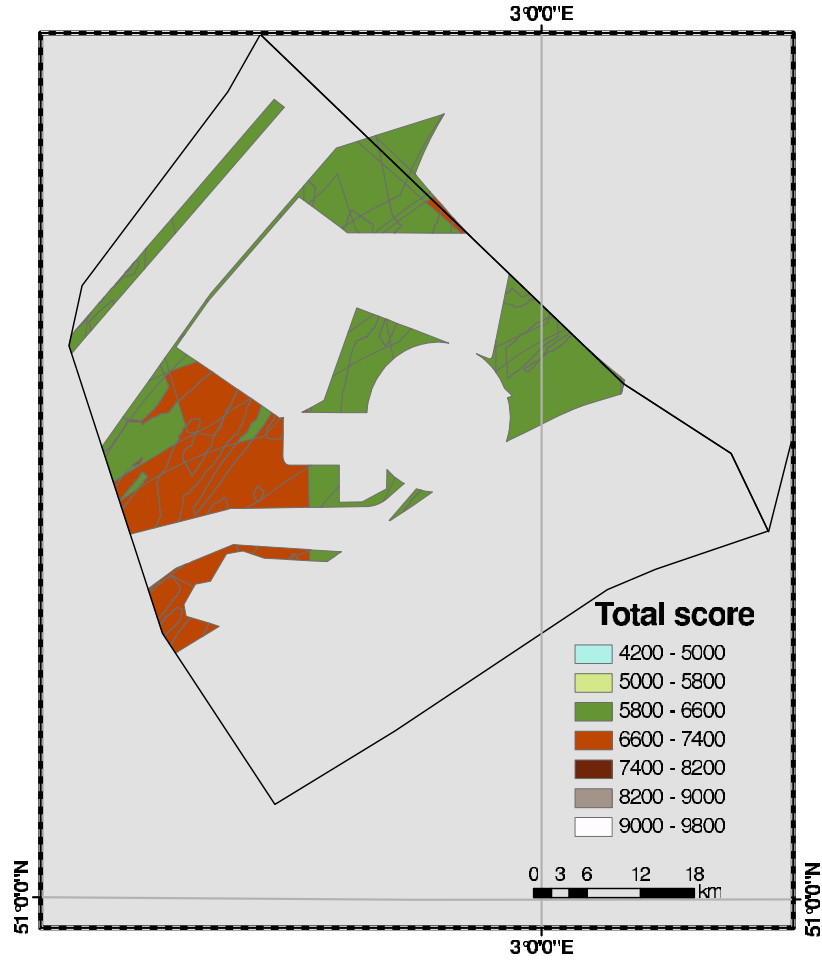 3°0'0"E
Total score
4200 - 5000
5000 - 5800
5800 - 6600
6600 - 7400
7400 - 8200
8200 - 9000
9000 - 9800
0 3 6 12 18
km
51°0'0"N
51°0'0"N
3°0'0"E